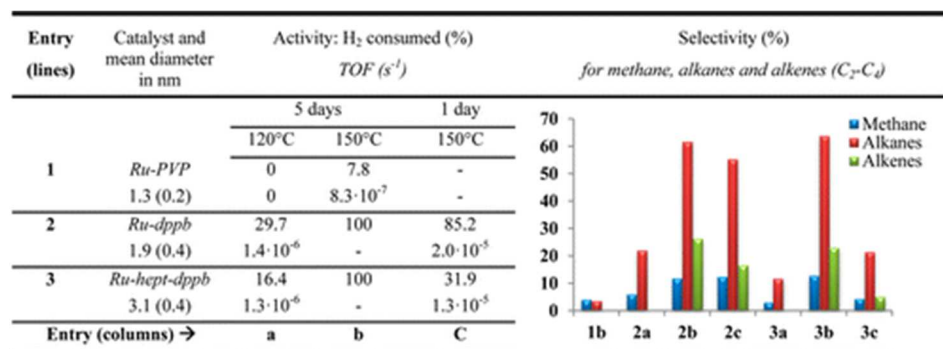 Entry Catalyst and Activity: H₂ consumed (%) Selectivity (%)
(lines) mean diameter TOF (s⁻¹) for methane, alkanes and alkenes (C₂-C₄)
in nm
5 days 1 day
120°C 150°C 150°C
1 Ru-PVP 0 7.8 -
1.3 (0.2) 0 8.3·10⁻⁷ -
2 Ru-dppb 29.7 100 85.2
1.9 (0.4) 1.4·10⁻⁶ - 2.0·10⁻⁵
3 Ru-hept-dppb 16.4 100 31.9
3.1 (0.4) 1.3·10⁻⁶ - 1.3·10⁻⁵
Entry (columns) → a b C
70
60
50
40
30
20
10
0
1b 2a 2b 2c 3a 3b 3c
Methane
Alkanes
Alkenes